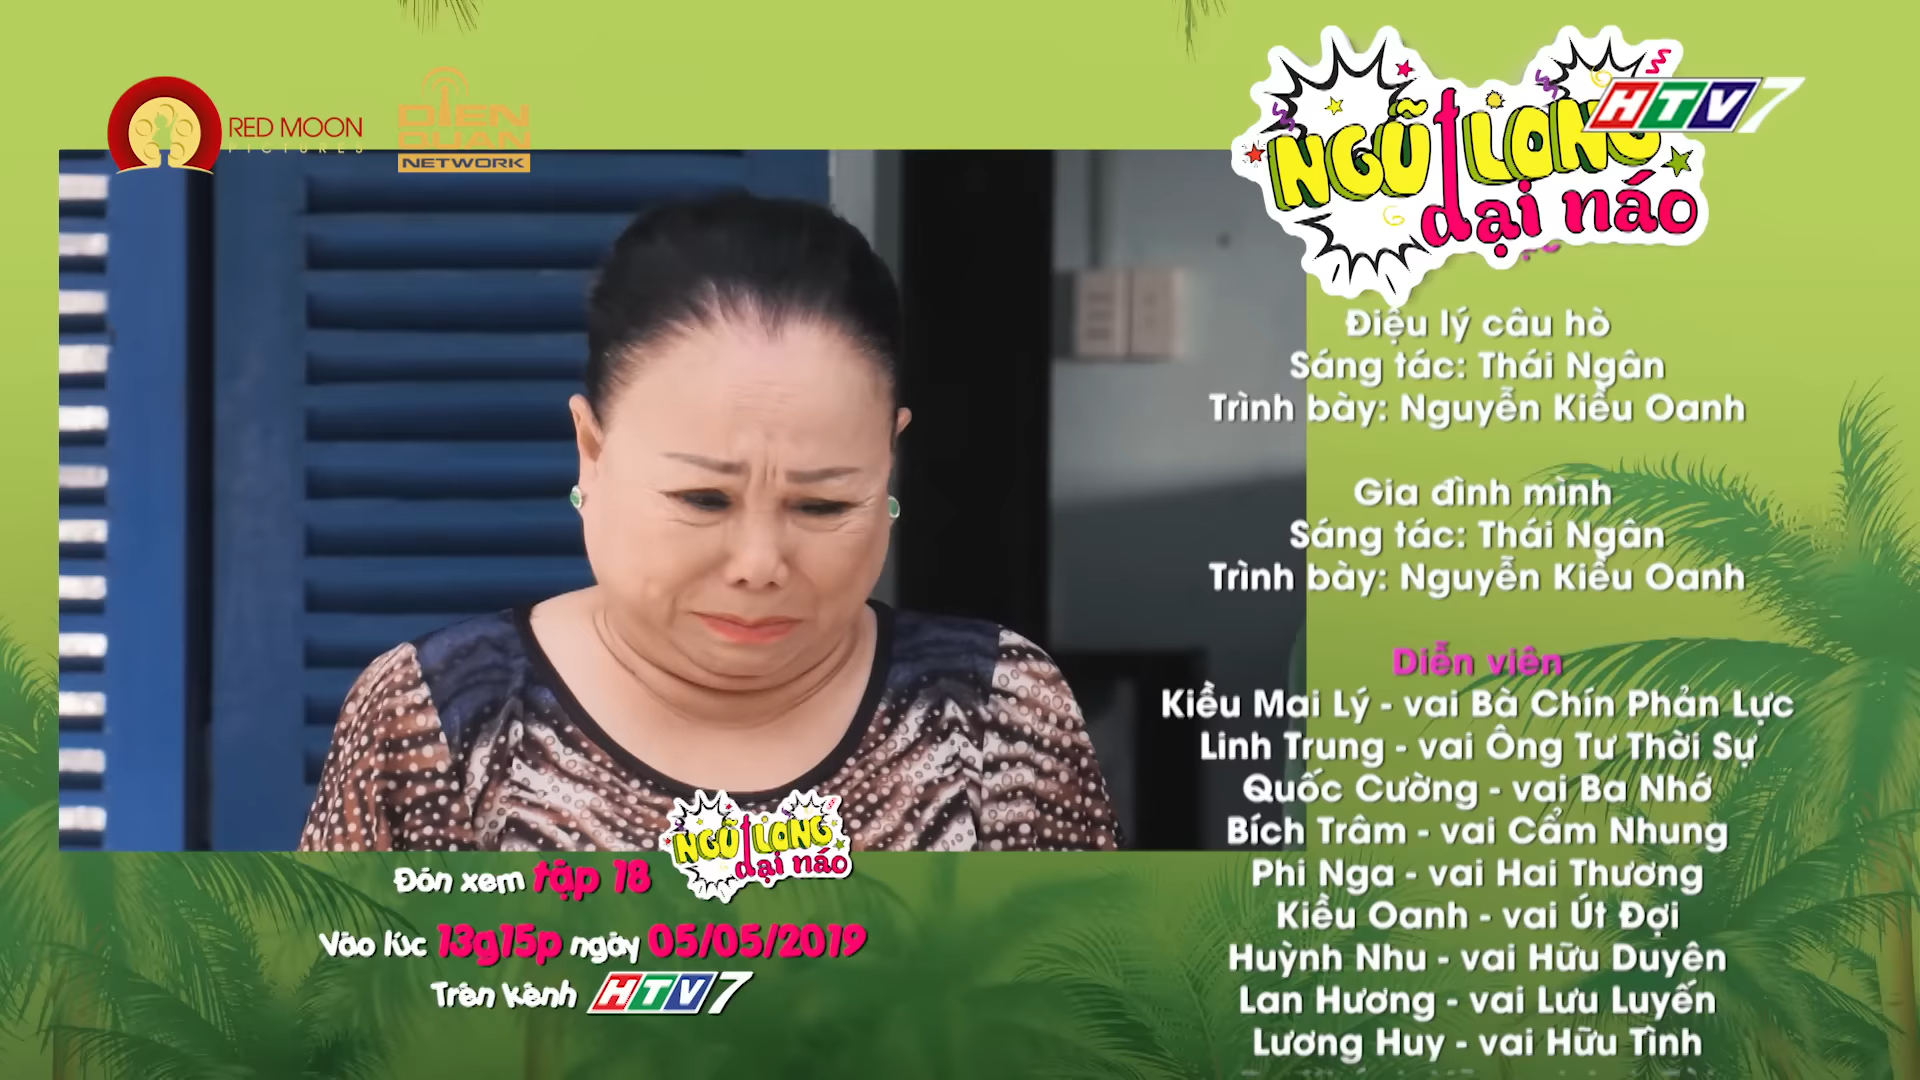 RED MOON
PICTURES
DIEN
QUAN
NETWORK
NGŨ LONG
đại náo
HTV7
Điệu lý câu hò
Sáng tác: Thái Ngân
Trình bày: Nguyễn Kiều Oanh
Gia đình mình
Sáng tác: Thái Ngân
Trình bày: Nguyễn Kiều Oanh
Diễn viên
Kiều Mai Lý - vai Bà Chín Phản Lực
Linh Trung - vai Ông Tư Thời Sự
Quốc Cường - vai Ba Nhớ
Bích Trâm - vai Cẩm Nhung
Phi Nga - vai Hai Thương
Kiều Oanh - vai Út Đợi
Huỳnh Nhu - vai Hữu Duyên
Lan Hương - vai Lưu Luyến
Lương Huy - vai Hữu Tình
NGŨ LONG
đại náo
Đón xem tập 18
Vào lúc 13g15p ngày 05/05/2019
Trên kênh HTV7